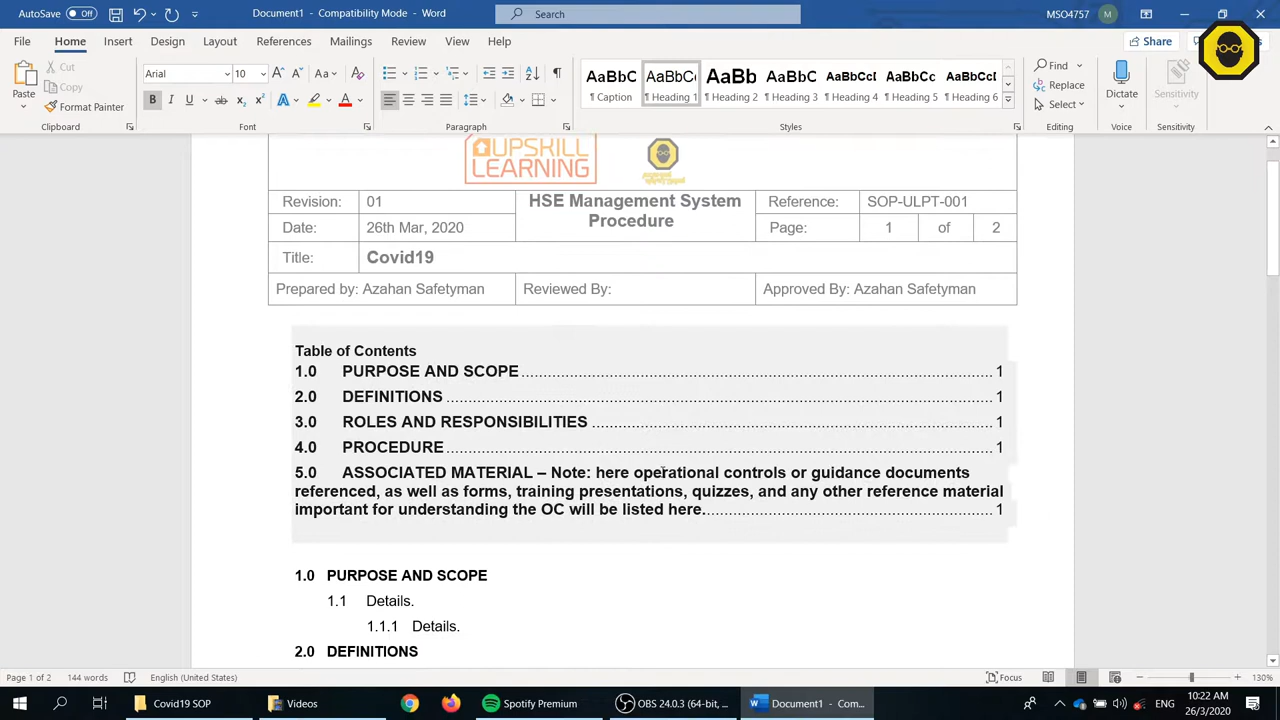 AutoSave Off Document1 - Compatibility Mode - Word Search MSO4757 M
File Home Insert Design Layout References Mailings Review View Help Share
Paste Cut Copy Format Painter Clipboard
Arial 10 Font
Paragraph
AaBbC Caption AaBbC Heading 1 AaBb Heading 2 AaBbC Heading 3 AaBbCcI Heading 4 AaBbCc Heading 5 AaBbCcI Heading 6 Styles
Find Replace Select Editing
Dictate Voice
Sensitivity Sensitivity
UPSKILL
LEARNING
Revision: 01 HSE Management System Procedure Reference: SOP-ULPT-001
Date: 26th Mar, 2020 Page: 1 of 2
Title: Covid19
Prepared by: Azahan Safetyman Reviewed By: Approved By: Azahan Safetyman
Table of Contents
1.0 PURPOSE AND SCOPE 1
2.0 DEFINITIONS 1
3.0 ROLES AND RESPONSIBILITIES 1
4.0 PROCEDURE 1
5.0 ASSOCIATED MATERIAL – Note: here operational controls or guidance documents
referenced, as well as forms, training presentations, quizzes, and any other reference material
important for understanding the OC will be listed here. 1
1.0 PURPOSE AND SCOPE
1.1 Details.
1.1.1 Details.
2.0 DEFINITIONS
Page 1 of 2 144 words English (United States) Focus 130%
Covid19 SOP Videos Spotify Premium OBS 24.0.3 (64-bit, ... Document1 - Com... ENG 10:22 AM
26/3/2020